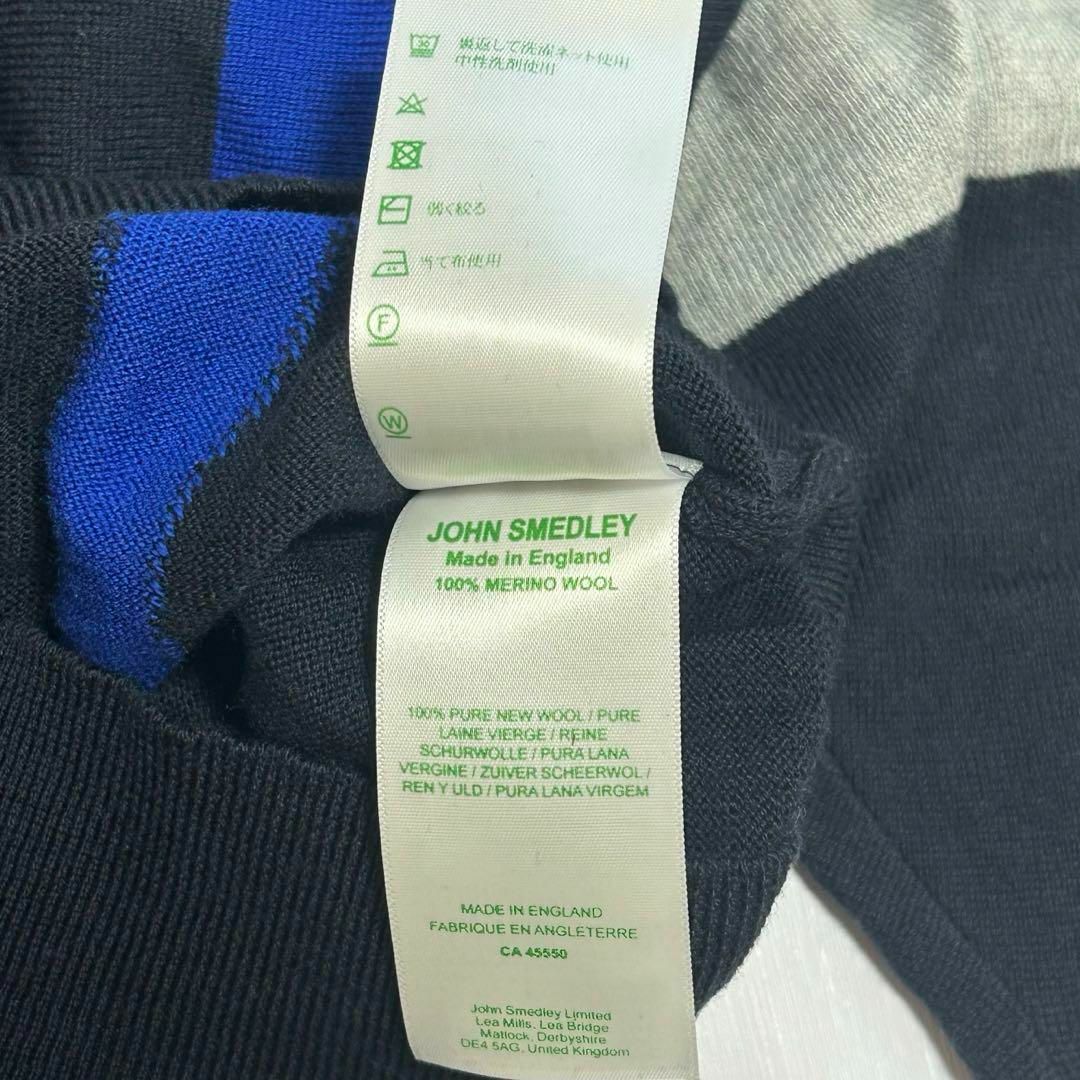 30
裏返して洗濯ネット使用
中性洗剤使用
弱く絞る
当て布使用
F
W
JOHN SMEDLEY
Made in England
100% MERINO WOOL
100% PURE NEW WOOL / PURE
LAINE VIERGE / REINE
SCHURWOLLE / PURA LANA
VERGINE / ZUIVER SCHEERWOL /
REN Y ULD / PURA LANA VIRGEM
MADE IN ENGLAND
FABRIQUE EN ANGLETERRE
CA 45550
John Smedley Limited
Lea Mills, Lea Bridge
Matlock, Derbyshire
DE4 5AG, United Kingdom